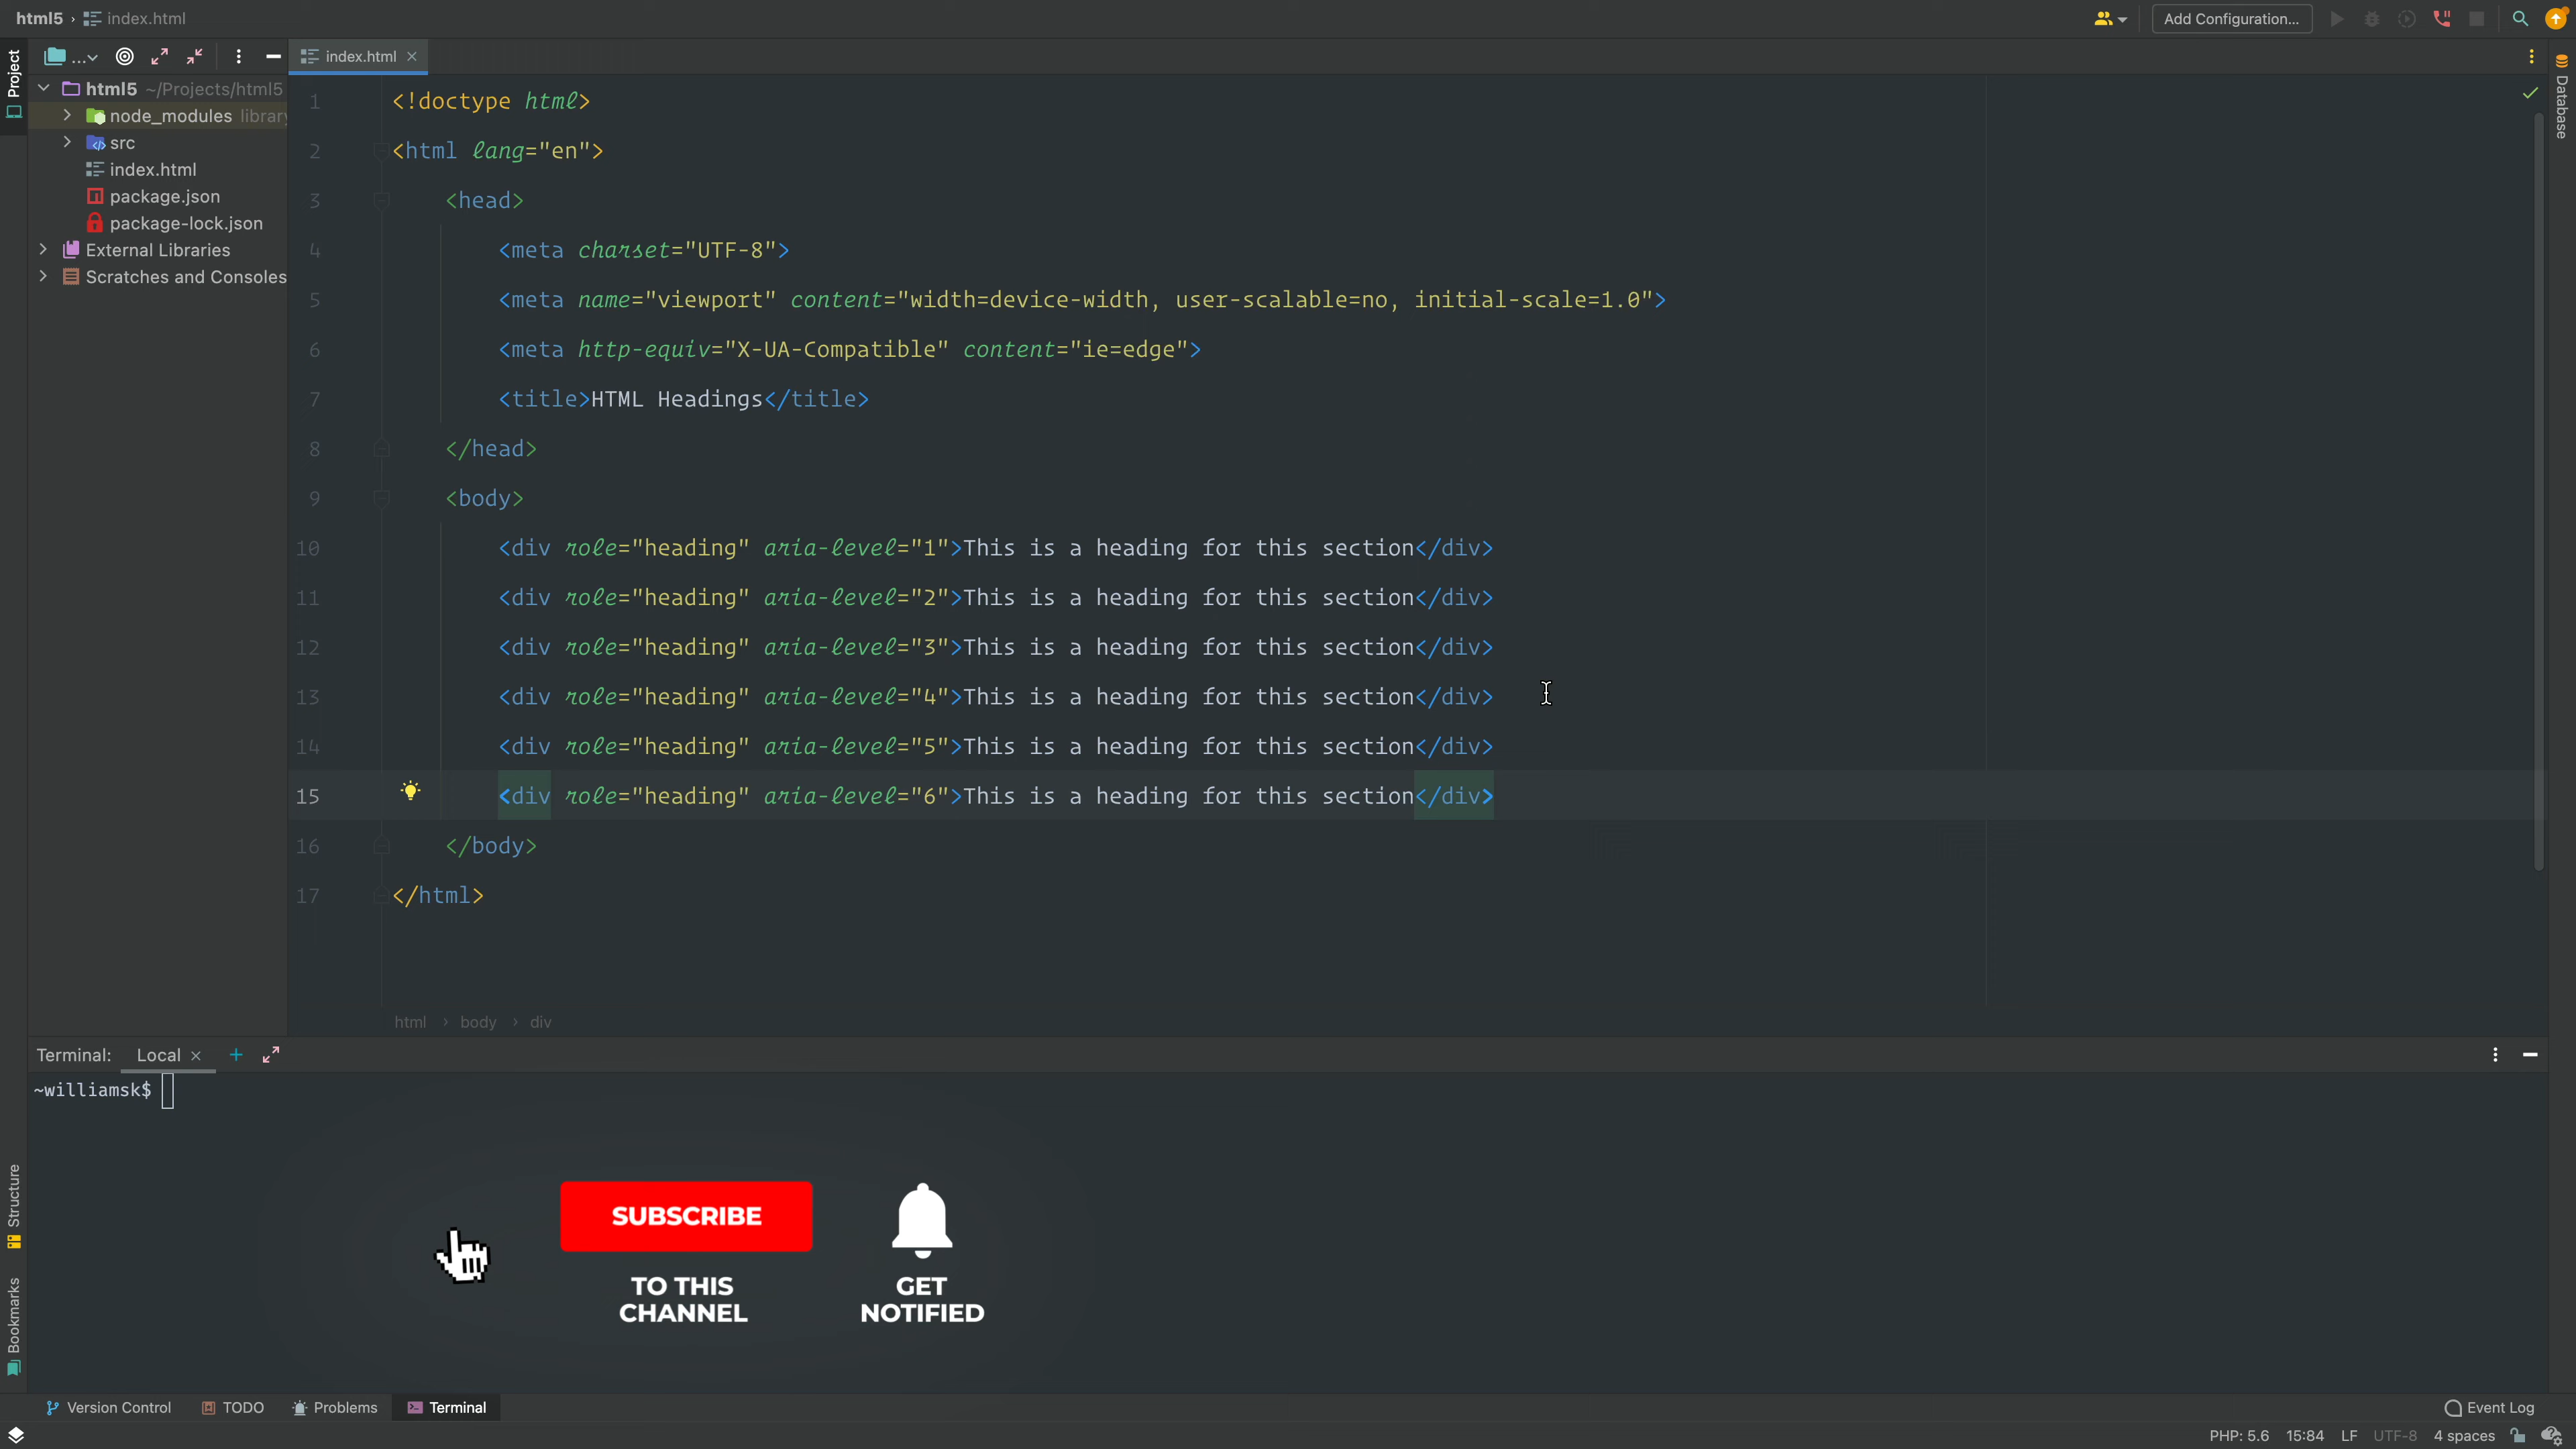 html5 › index.html
Add Configuration...
Project
...
index.html
Database
html5 ~/Projects/html5
node_modules library
src
index.html
package.json
package-lock.json
External Libraries
Scratches and Consoles
1 <!doctype html>
2 <html lang="en">
3 <head>
4 <meta charset="UTF-8">
5 <meta name="viewport" content="width=device-width, user-scalable=no, initial-scale=1.0">
6 <meta http-equiv="X-UA-Compatible" content="ie=edge">
7 <title>HTML Headings</title>
8 </head>
9 <body>
10 <div role="heading" aria-level="1">This is a heading for this section</div>
11 <div role="heading" aria-level="2">This is a heading for this section</div>
12 <div role="heading" aria-level="3">This is a heading for this section</div>
13 <div role="heading" aria-level="4">This is a heading for this section</div>
14 <div role="heading" aria-level="5">This is a heading for this section</div>
15 <div role="heading" aria-level="6">This is a heading for this section</div>
16 </body>
17 </html>
html › body › div
Terminal: Local
~williamsk$
Structure
Bookmarks
SUBSCRIBE
TO THIS
CHANNEL
GET
NOTIFIED
Version Control TODO Problems Terminal
Event Log
PHP: 5.6 15:84 LF UTF-8 4 spaces